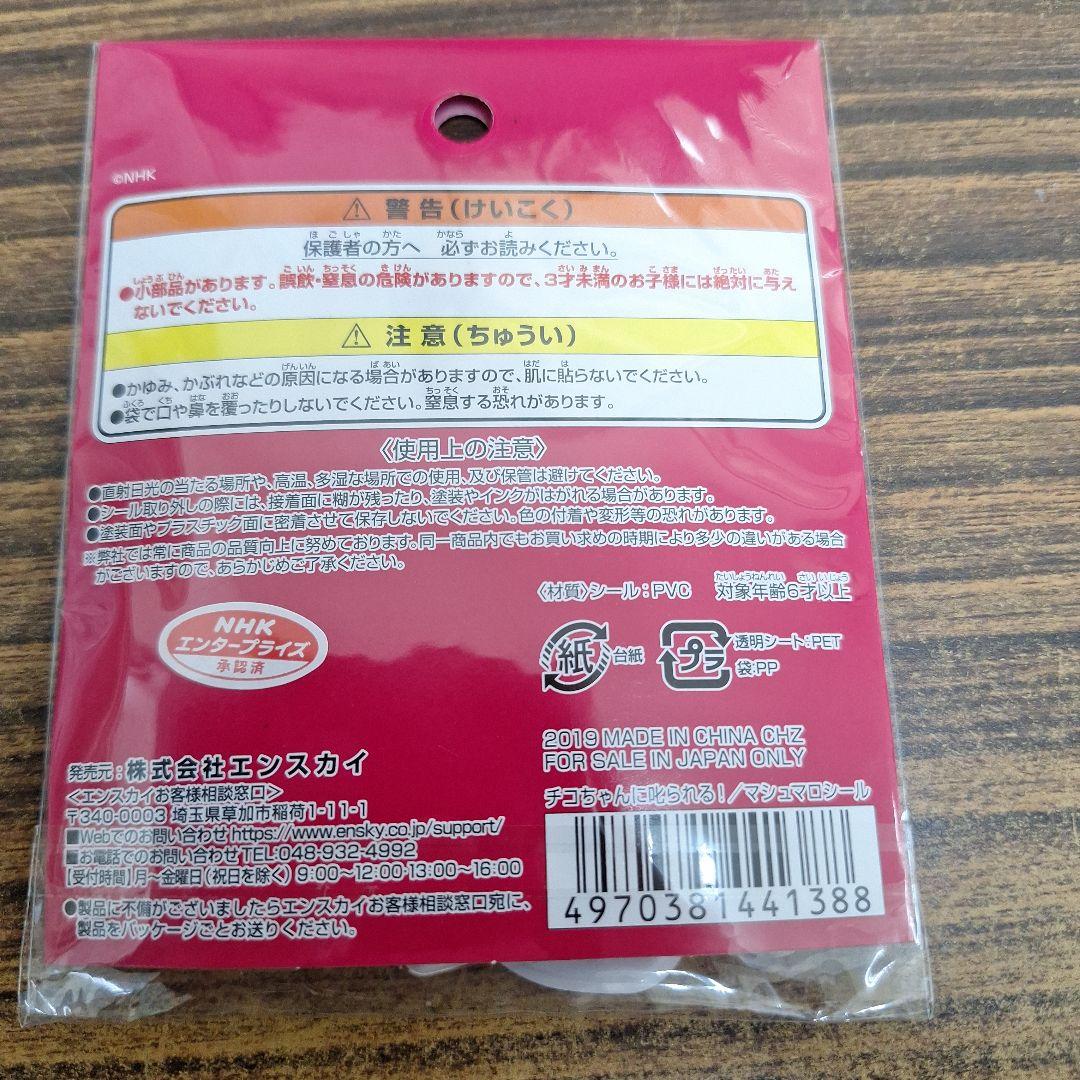 ©NHK
⚠ 警告(けいこく)
保護者の方へ 必ずお読みください。
●小部品があります。誤飲・窒息の危険がありますので、3才未満のお子様には絶対に与え
ないでください。
⚠ 注意(ちゅうい)
●かゆみ、かぶれなどの原因になる場合がありますので、肌に貼らないでください。
●袋で口や鼻を覆ったりしないでください。窒息する恐れがあります。
〈使用上の注意〉
●直射日光の当たる場所や、高温、多湿な場所での使用、及び保管は避けてください。
●シール取り外しの際には、接着面に糊が残ったり、塗装やインクがはがれる場合があります。
●塗装面やプラスチック面に密着させて保存しないでください。色の付着や変形等の恐れがあります。
※弊社では常に商品の品質向上に努めております。同一商品内でもお買い求めの時期により多少の違いがある場合
がございますので、あらかじめご了承ください。
〈材質〉シール:PVC 対象年齢6才以上
NHK
エンタープライズ
承認済
紙 台紙
プラ 透明シート:PET
袋:PP
2019 MADE IN CHINA CHZ
FOR SALE IN JAPAN ONLY
発売元:株式会社エンスカイ
<エンスカイお客様相談窓口>
〒340-0003 埼玉県草加市稲荷1-11-1
■Webでのお問い合わせ https://www.ensky.co.jp/support/
■お電話でのお問い合わせ TEL:048-932-4992
【受付時間】月〜金曜日(祝日を除く) 9:00〜12:00・13:00〜16:00
●製品に不備がございましたらエンスカイお客様相談窓口宛に、
製品をパッケージごとお送りください。
チコちゃんに叱られる!/マシュマロシール
4970381441388